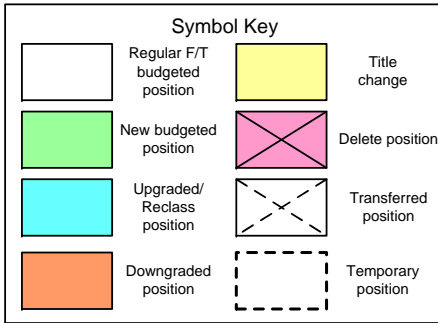 Symbol Key
Regular F/T
budgeted
position
Title
change
New budgeted
position
Delete position
Upgraded/
Reclass
position
Transferred
position
Downgraded
position
Temporary
position